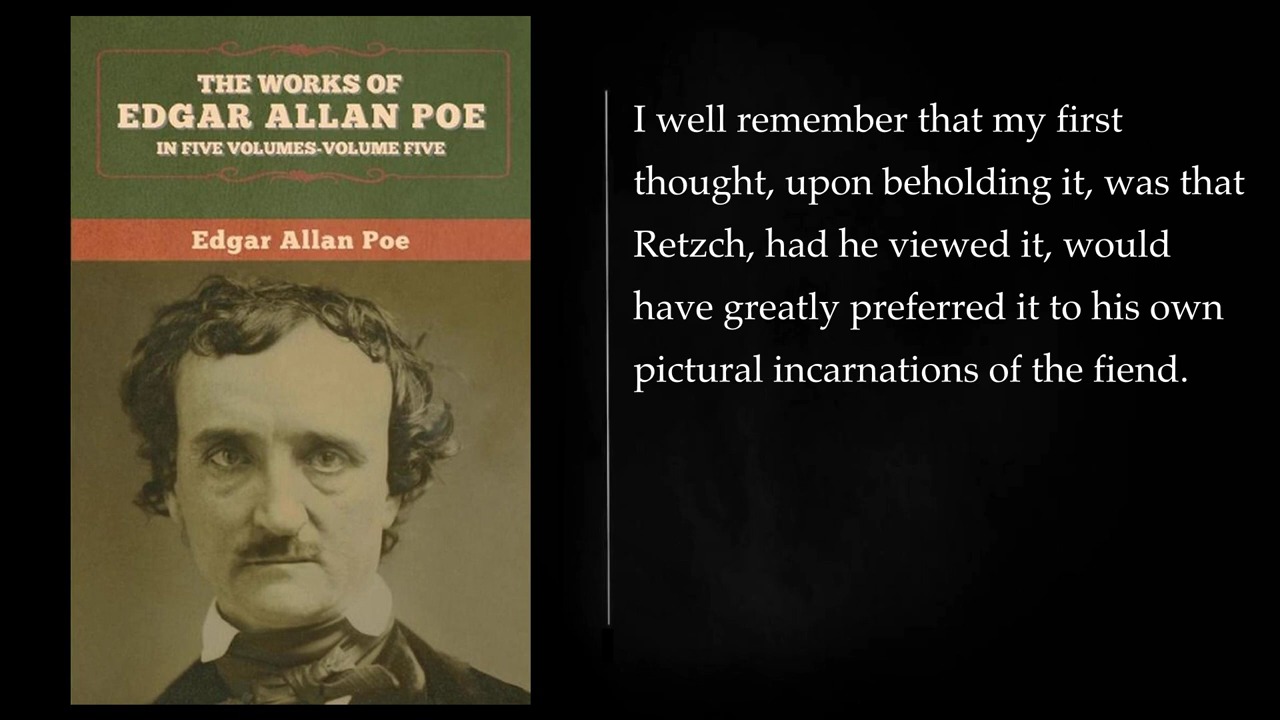 THE WORKS OF
EDGAR ALLAN POE
IN FIVE VOLUMES-VOLUME FIVE
Edgar Allan Poe
I well remember that my first
thought, upon beholding it, was that
Retzch, had he viewed it, would
have greatly preferred it to his own
pictural incarnations of the fiend.